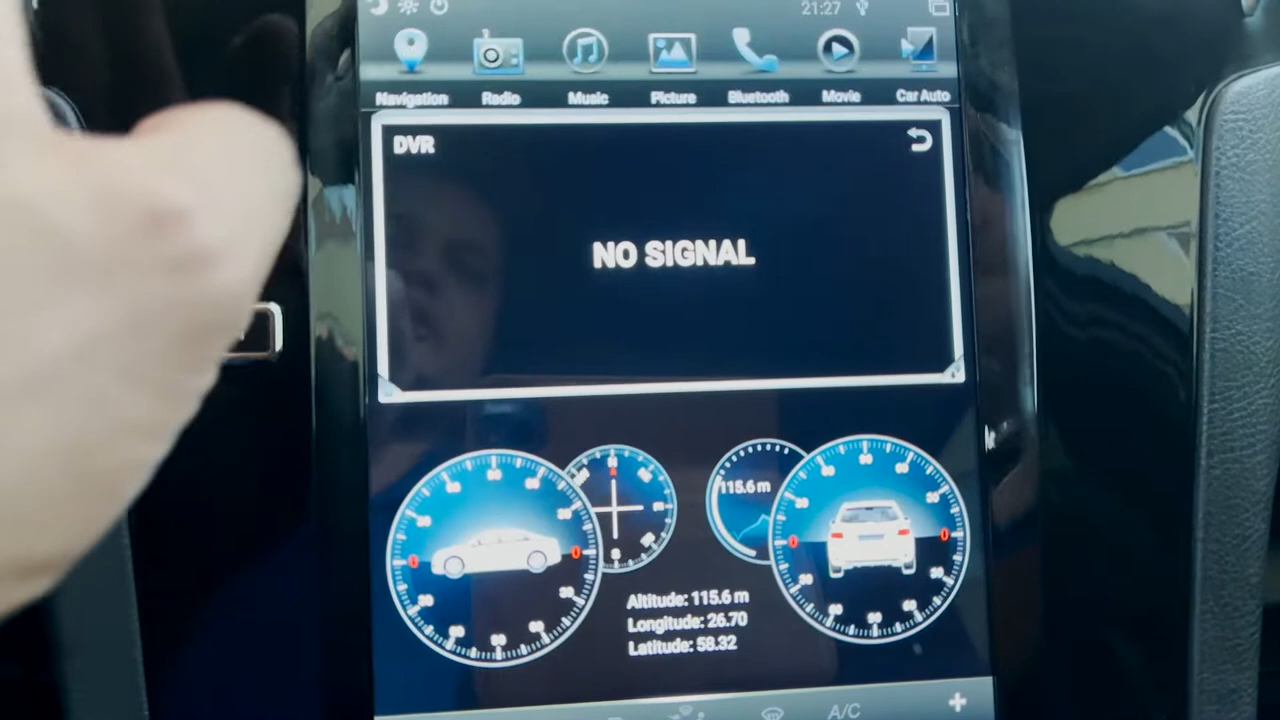 21:27
Navigation Radio Music Picture Bluetooth Movie Car Auto
DVR
NO SIGNAL
115.6 m
Altitude: 115.6 m
Longitude: 26.70
Latitude: 58.32
A/C